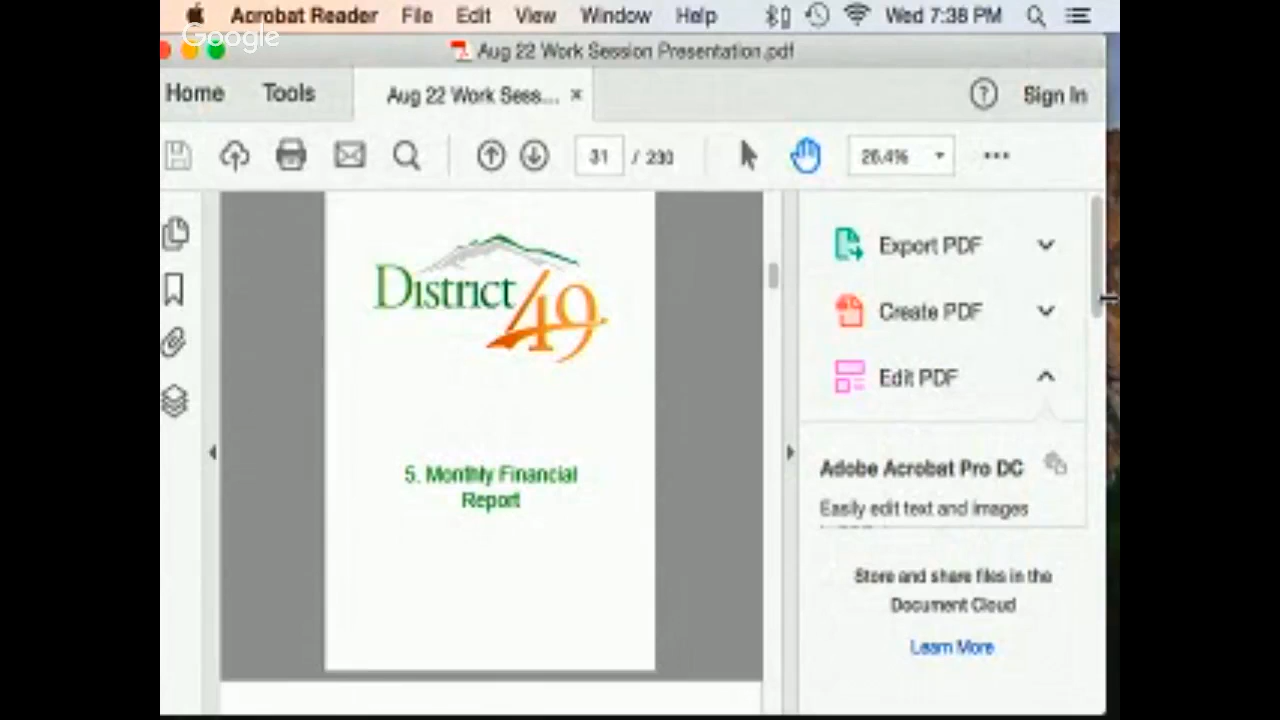 Acrobat Reader File Edit View Window Help Wed 7:38 PM
Google
Aug 22 Work Session Presentation.pdf
Home Tools Aug 22 Work Sess... × ? Sign In
31 / 230 26.4%
District 49
5. Monthly Financial
Report
Export PDF
Create PDF
Edit PDF
Adobe Acrobat Pro DC
Easily edit text and images
Store and share files in the
Document Cloud
Learn More